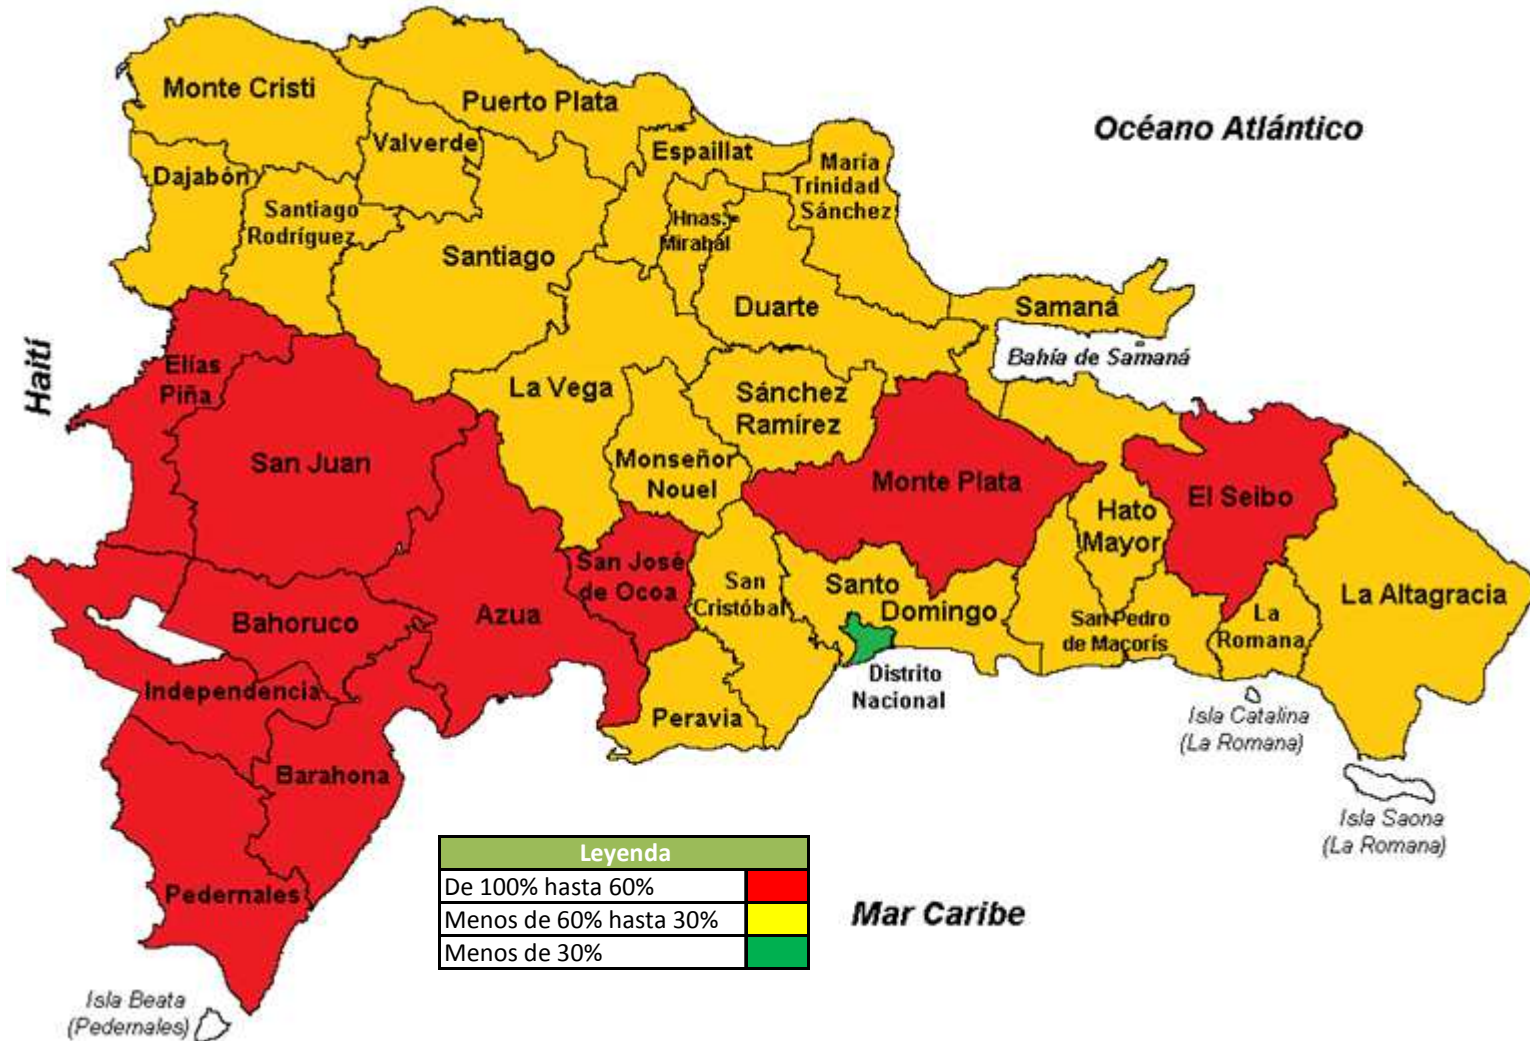 Monte Cristi
Puerto Plata
Océano Atlántico
Valverde
Espaillat
María
Trinidad
Sánchez
Dajabón
Santiago
Rodríguez
Hnas.
Mirabal
Santiago
Duarte
Samaná
Bahía de Samaná
Haití
Elías
Piña
La Vega
Sánchez
Ramírez
San Juan
Monseñor
Nouel
Monte Plata
El Seibo
Hato
Mayor
San José
de Ocoa
San
Cristóbal
Santo
Domingo
La Altagracia
Azua
Bahoruco
San Pedro
de Macorís
La
Romana
Independencia
Distrito
Nacional
Peravia
Isla Catalina
(La Romana)
Barahona
Isla Saona
(La Romana)
Leyenda
De 100% hasta 60%
Menos de 60% hasta 30%
Menos de 30%
Pedernales
Mar Caribe
Isla Beata
(Pedernales)